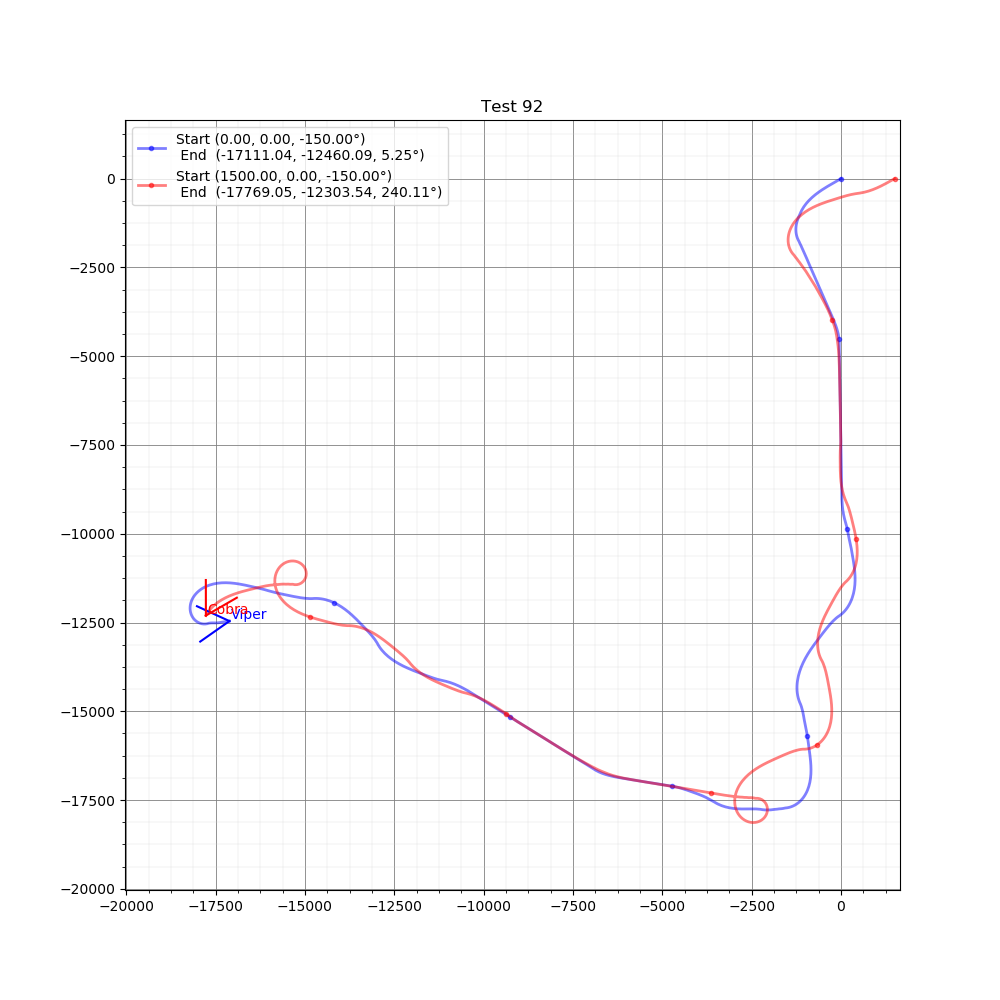 Test 92
Start (0.00, 0.00, -150.00°)
End (-17111.04, -12460.09, 5.25°)
Start (1500.00, 0.00, -150.00°)
End (-17769.05, -12303.54, 240.11°)
0
−2500
−5000
−7500
−10000
−12500
−15000
−17500
−20000
Cobra
Viper
−20000 −17500 −15000 −12500 −10000 −7500 −5000 −2500 0